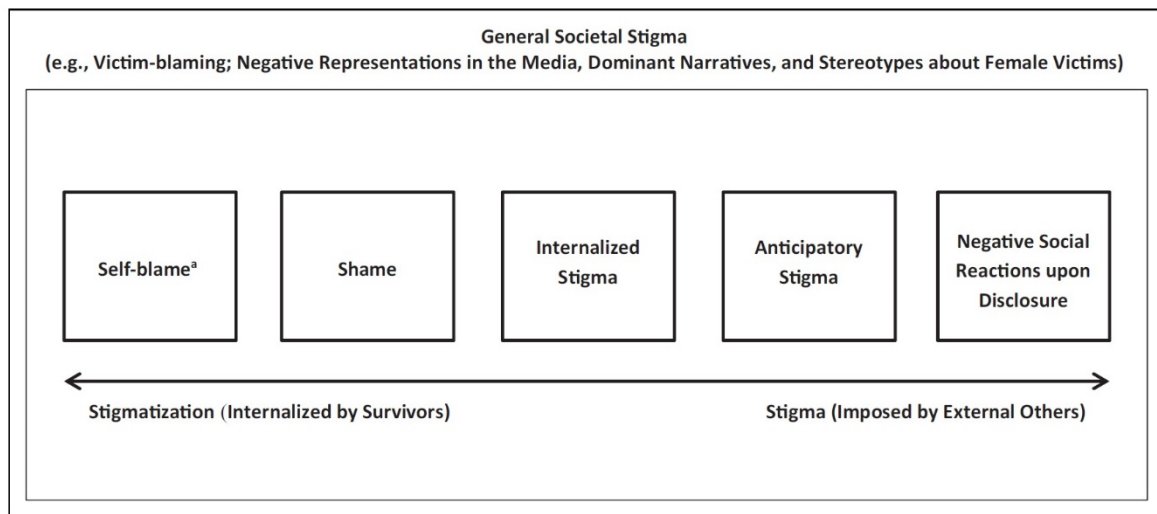 General Societal Stigma
(e.g., Victim-blaming; Negative Representations in the Media, Dominant Narratives, and Stereotypes about Female Victims)
Self-blameᵃ
Shame
Internalized
Stigma
Anticipatory
Stigma
Negative Social
Reactions upon
Disclosure
Stigmatization (Internalized by Survivors)
Stigma (Imposed by External Others)